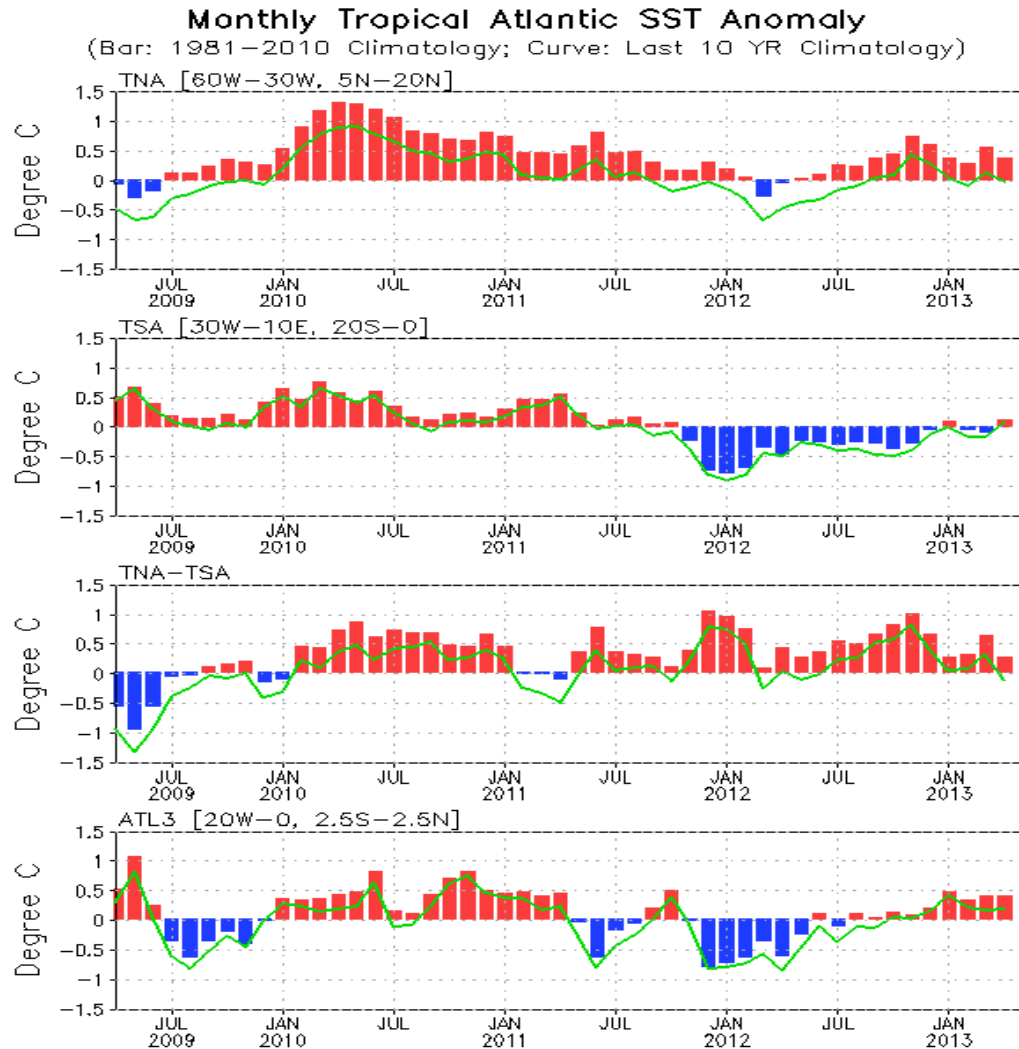 Monthly Tropical Atlantic SST Anomaly
(Bar: 1981-2010 Climatology; Curve: Last 10 YR Climatology)
TNA [60W-30W, 5N-20N]
Degree C
1.5
1
0.5
0
-0.5
-1
-1.5
JUL JAN JUL JAN JUL JAN JUL JAN
2009 2010 2011 2012 2013
TSA [30W-10E, 20S-0]
Degree C
1.5
1
0.5
0
-0.5
-1
-1.5
JUL JAN JUL JAN JUL JAN JUL JAN
2009 2010 2011 2012 2013
TNA-TSA
Degree C
1.5
1
0.5
0
-0.5
-1
-1.5
JUL JAN JUL JAN JUL JAN JUL JAN
2009 2010 2011 2012 2013
ATL3 [20W-0, 2.5S-2.5N]
Degree C
1.5
1
0.5
0
-0.5
-1
-1.5
JUL JAN JUL JAN JUL JAN JUL JAN
2009 2010 2011 2012 2013